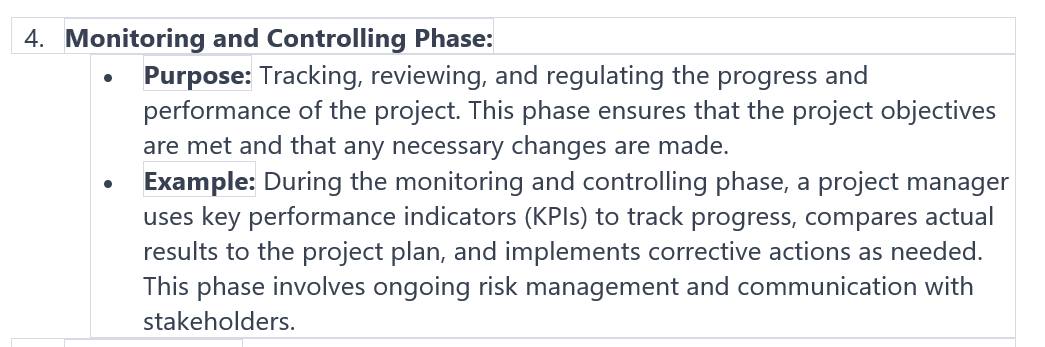 4. Monitoring and Controlling Phase:
• Purpose: Tracking, reviewing, and regulating the progress and
performance of the project. This phase ensures that the project objectives
are met and that any necessary changes are made.
• Example: During the monitoring and controlling phase, a project manager
uses key performance indicators (KPIs) to track progress, compares actual
results to the project plan, and implements corrective actions as needed.
This phase involves ongoing risk management and communication with
stakeholders.